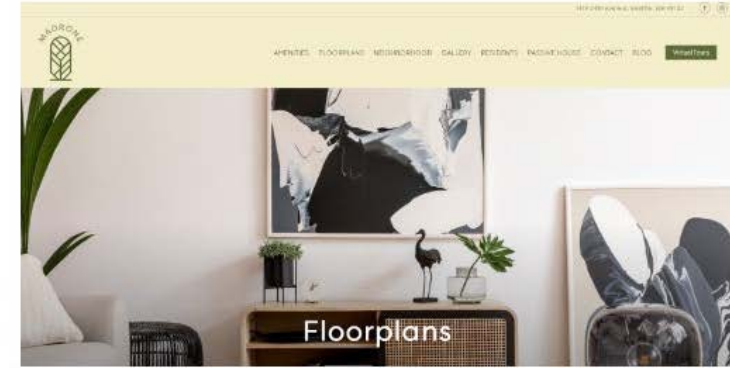 MADRONE
AMENITIES FLOORPLANS NEIGHBORHOOD GALLERY RESIDENTS PASSIVE HOUSE CONTACT BLOG Virtual Tours
Floorplans